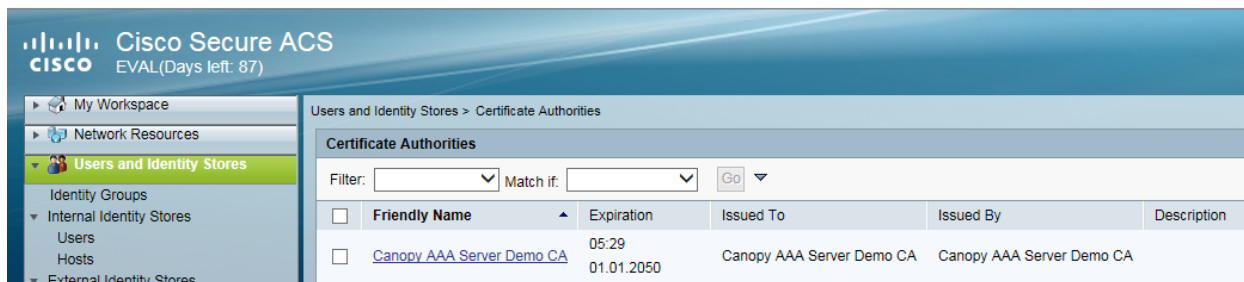 Cisco Secure ACS
CISCO EVAL(Days left: 87)
My Workspace
Network Resources
Users and Identity Stores
Identity Groups
Internal Identity Stores
Users
Hosts
External Identity Stores
Users and Identity Stores > Certificate Authorities
Certificate Authorities
Filter: Match if: Go
Friendly Name Expiration Issued To Issued By Description
Canopy AAA Server Demo CA 05:29 01.01.2050 Canopy AAA Server Demo CA Canopy AAA Server Demo CA